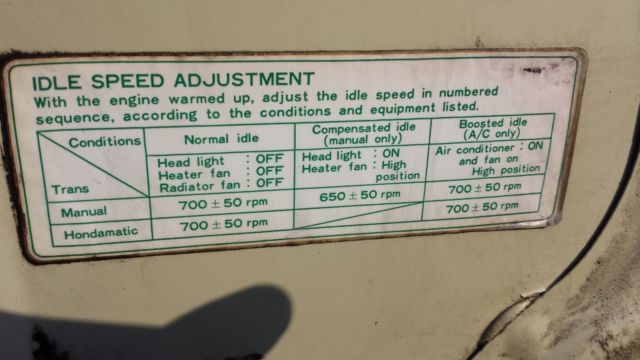 IDLE SPEED ADJUSTMENT
With the engine warmed up, adjust the idle speed in numbered
sequence, according to the conditions and equipment listed.
Conditions
Trans
Normal idle
Compensated idle
(manual only)
Boosted idle
(A/C only)
Head light : OFF
Heater fan : OFF
Radiator fan : OFF
Head light : ON
Heater fan : High
position
Air conditioner : ON
and fan on
High position
Manual 700 ± 50 rpm 650 ± 50 rpm 700 ± 50 rpm
Hondamatic 700 ± 50 rpm 700 ± 50 rpm